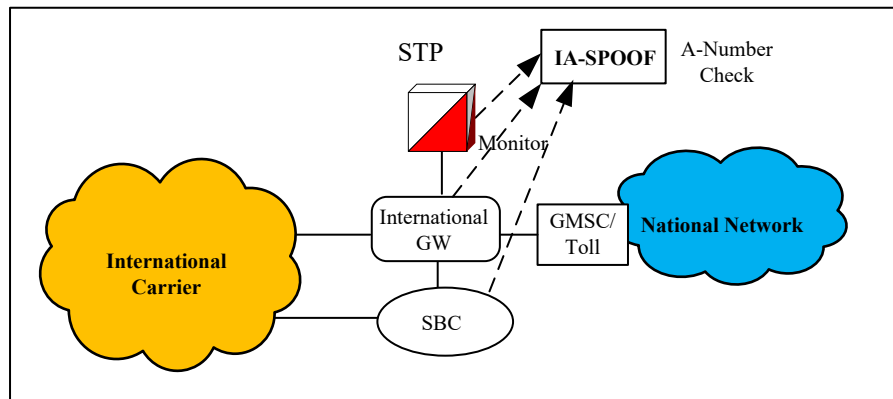 STP
IA-SPOOF
A-Number
Check
Monitor
International
GW
GMSC/
Toll
National Network
International
Carrier
SBC